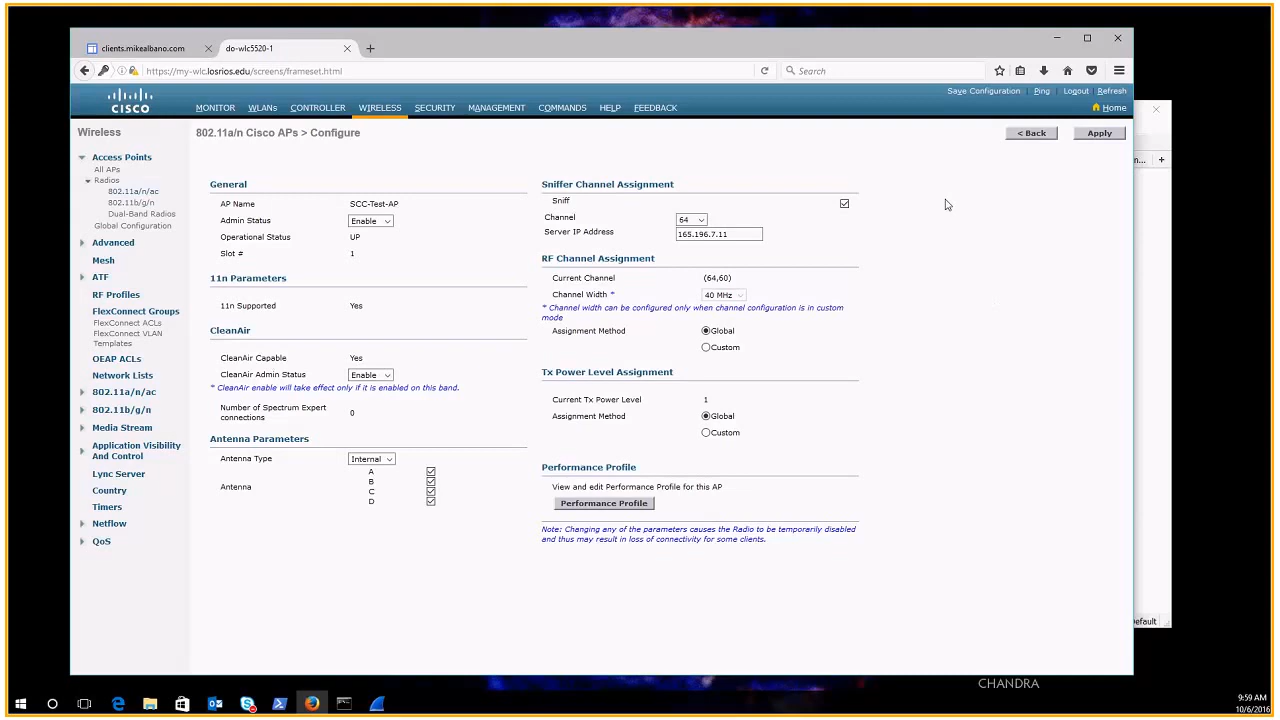 clients.mikealbano.com
do-wlc5520-1
https://my-wlc.losrios.edu/screens/frameset.html
Search
Save Configuration
Ping
Logout
Refresh
CISCO
MONITOR
WLANs
CONTROLLER
WIRELESS
SECURITY
MANAGEMENT
COMMANDS
HELP
FEEDBACK
Home
Wireless
802.11a/n Cisco APs > Configure
< Back
Apply
Access Points
All APs
Radios
802.11a/n/ac
802.11b/g/n
Dual-Band Radios
Global Configuration
Advanced
Mesh
ATF
RF Profiles
FlexConnect Groups
FlexConnect ACLs
FlexConnect VLAN
Templates
OEAP ACLs
Network Lists
802.11a/n/ac
802.11b/g/n
Media Stream
Application Visibility
And Control
Lync Server
Country
Timers
Netflow
QoS
General
AP Name SCC-Test-AP
Admin Status Enable
Operational Status UP
Slot # 1
11n Parameters
11n Supported Yes
CleanAir
CleanAir Capable Yes
CleanAir Admin Status Enable
* CleanAir enable will take effect only if it is enabled on this band.
Number of Spectrum Expert
connections 0
Antenna Parameters
Antenna Type Internal
A
B
Antenna
C
D
Sniffer Channel Assignment
Sniff
Channel 64
Server IP Address 165.196.7.11
RF Channel Assignment
Current Channel (64,60)
Channel Width * 40 MHz
* Channel width can be configured only when channel configuration is in custom
mode
Assignment Method Global
Custom
Tx Power Level Assignment
Current Tx Power Level 1
Assignment Method Global
Custom
Performance Profile
View and edit Performance Profile for this AP
Performance Profile
Note: Changing any of the parameters causes the Radio to be temporarily disabled
and thus may result in loss of connectivity for some clients.
n...
efault
CHANDRA
9:59 AM
10/6/2016